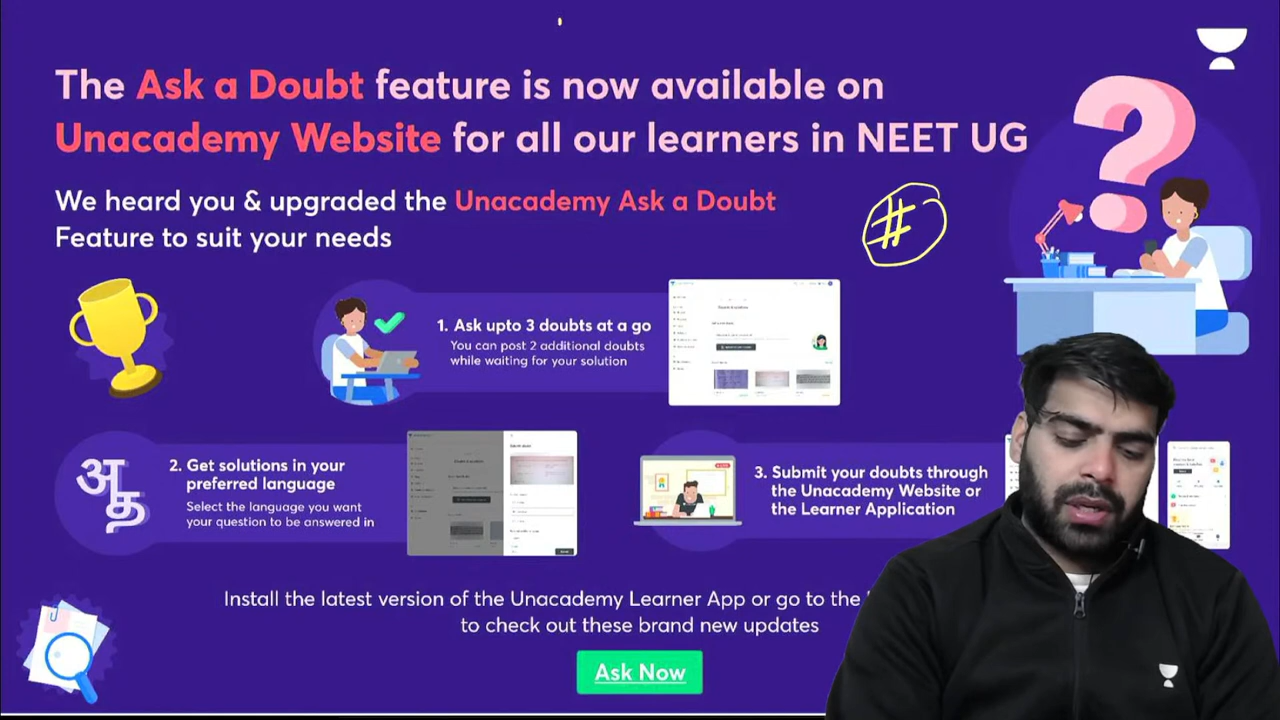 The Ask a Doubt feature is now available on
Unacademy Website for all our learners in NEET UG
We heard you & upgraded the Unacademy Ask a Doubt
Feature to suit your needs
#
1. Ask upto 3 doubts at a go
You can post 2 additional doubts
while waiting for your solution
अ
त
2. Get solutions in your
preferred language
Select the language you want
your question to be answered in
3. Submit your doubts through
the Unacademy Website or
the Learner Application
Install the latest version of the Unacademy Learner App or go to the
to check out these brand new updates
Ask Now